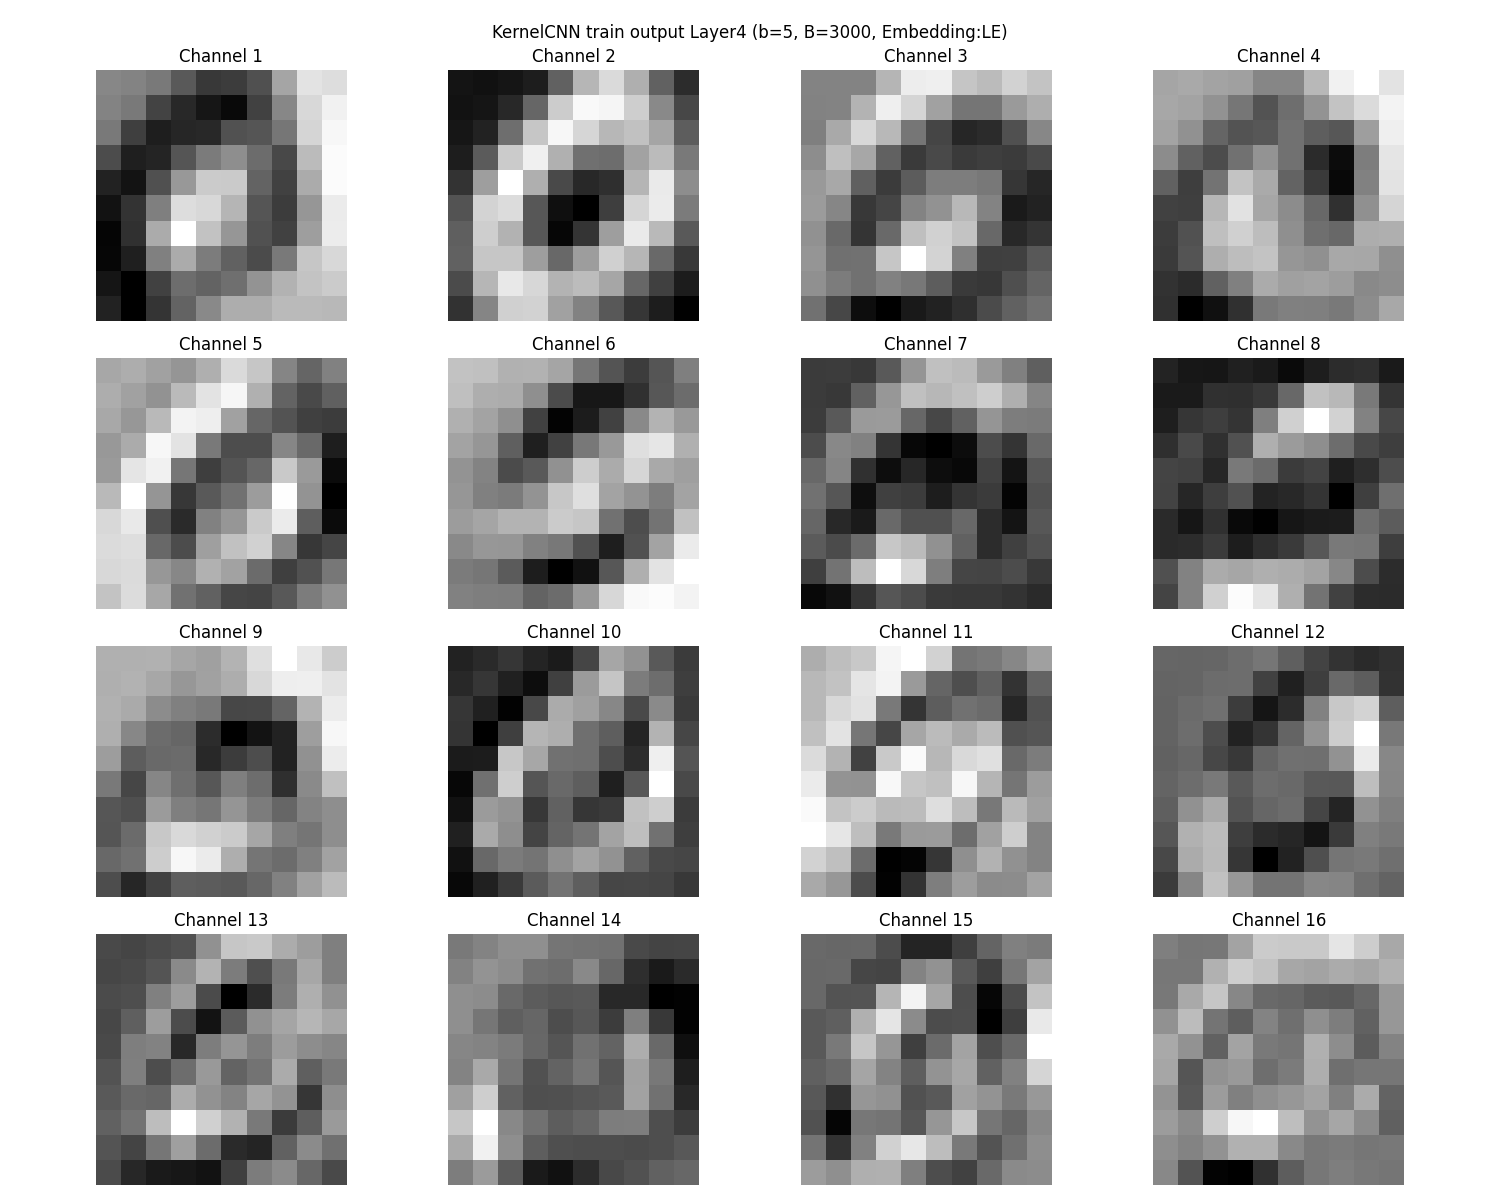 KernelCNN train output Layer4 (b=5, B=3000, Embedding:LE)
Channel 1
Channel 2
Channel 3
Channel 4
Channel 5
Channel 6
Channel 7
Channel 8
Channel 9
Channel 10
Channel 11
Channel 12
Channel 13
Channel 14
Channel 15
Channel 16